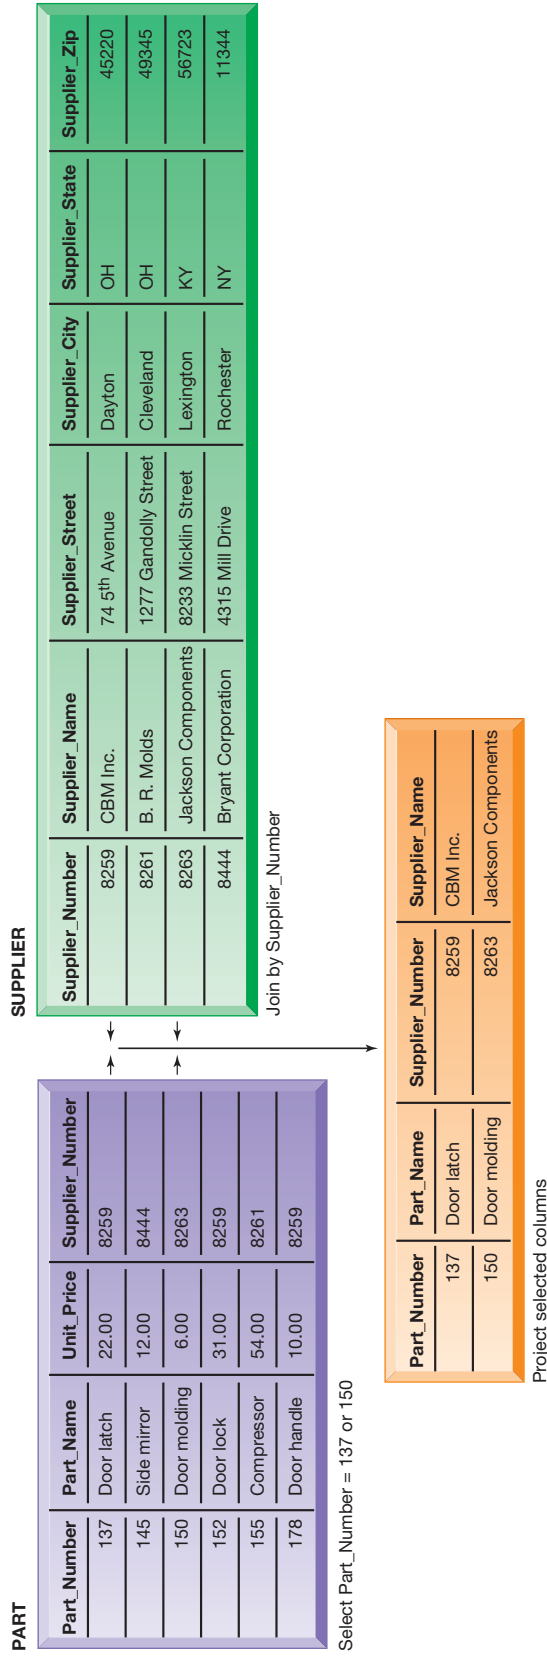 PART
Part_Number Part_Name Unit_Price Supplier_Number
137 Door latch 22.00 8259
145 Side mirror 12.00 8444
150 Door molding 6.00 8263
152 Door lock 31.00 8259
155 Compressor 54.00 8261
178 Door handle 10.00 8259
Select Part_Number = 137 or 150
SUPPLIER
Supplier_Number Supplier_Name Supplier_Street Supplier_City Supplier_State Supplier_Zip
8259 CBM Inc. 74 5th Avenue Dayton OH 45220
8261 B. R. Molds 1277 Gandolly Street Cleveland OH 49345
8263 Jackson Components 8233 Micklin Street Lexington KY 56723
8444 Bryant Corporation 4315 Mill Drive Rochester NY 11344
Join by Supplier_Number
Part_Number Part_Name Supplier_Number Supplier_Name
137 Door latch 8259 CBM Inc.
150 Door molding 8263 Jackson Components
Project selected columns